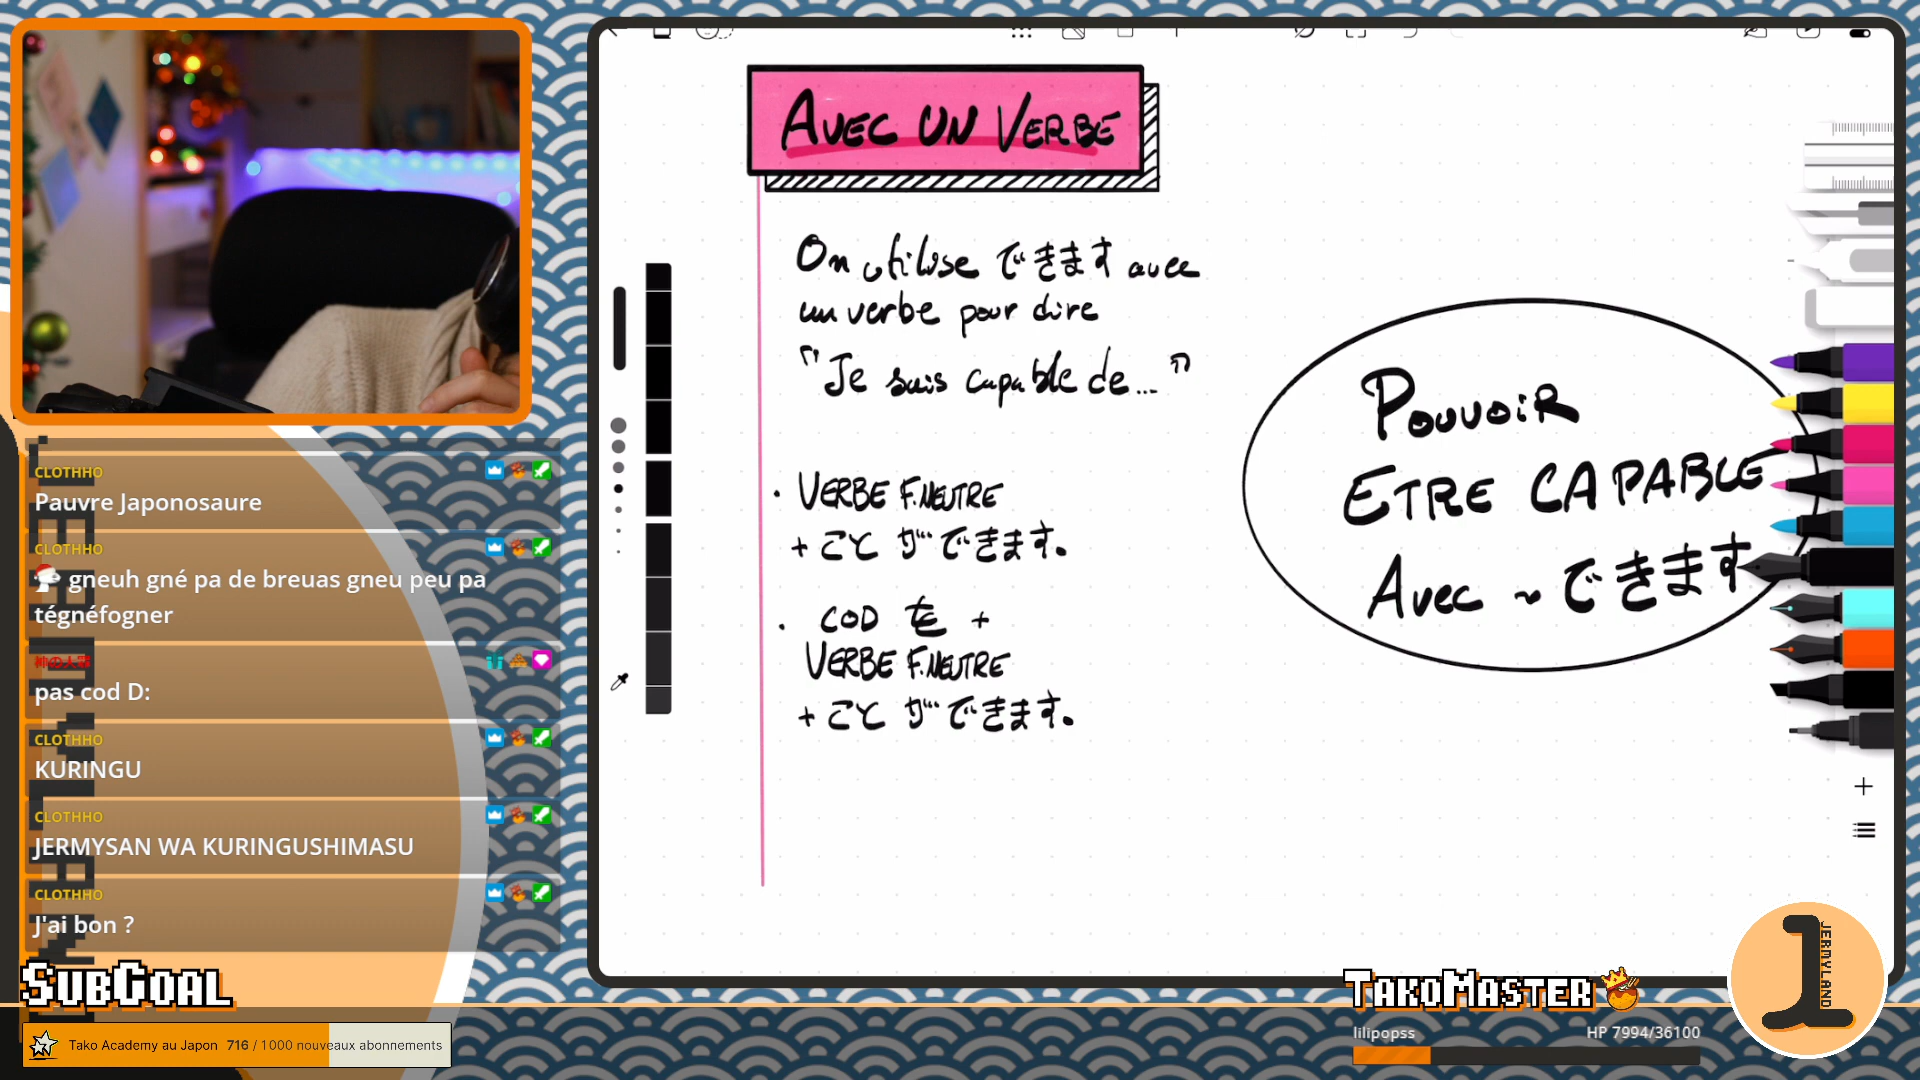 AVEC UN VERBE
On utilise できます avec
un verbe pour dire
"Je suis capable de... "
• VERBE F.NEUTRE
+ こと ができます。
• COD を +
VERBE F.NEUTRE
+ こと ができます。
POUVOIR
ETRE CAPABLE
AVEC ~ できます
CLOTHHO
Pauvre Japonosaure
CLOTHHO
gneuh gné pa de breuas gneu peu pa
tégnéfogner
pas cod D:
CLOTHHO
KURINGU
CLOTHHO
JERMYSAN WA KURINGUSHIMASU
CLOTHHO
J'ai bon ?
SUBGOAL
Tako Academy au Japon 716 / 1000 nouveaux abonnements
TAKOMASTER
lilipopss HP 7994/36100
JERMYLAND